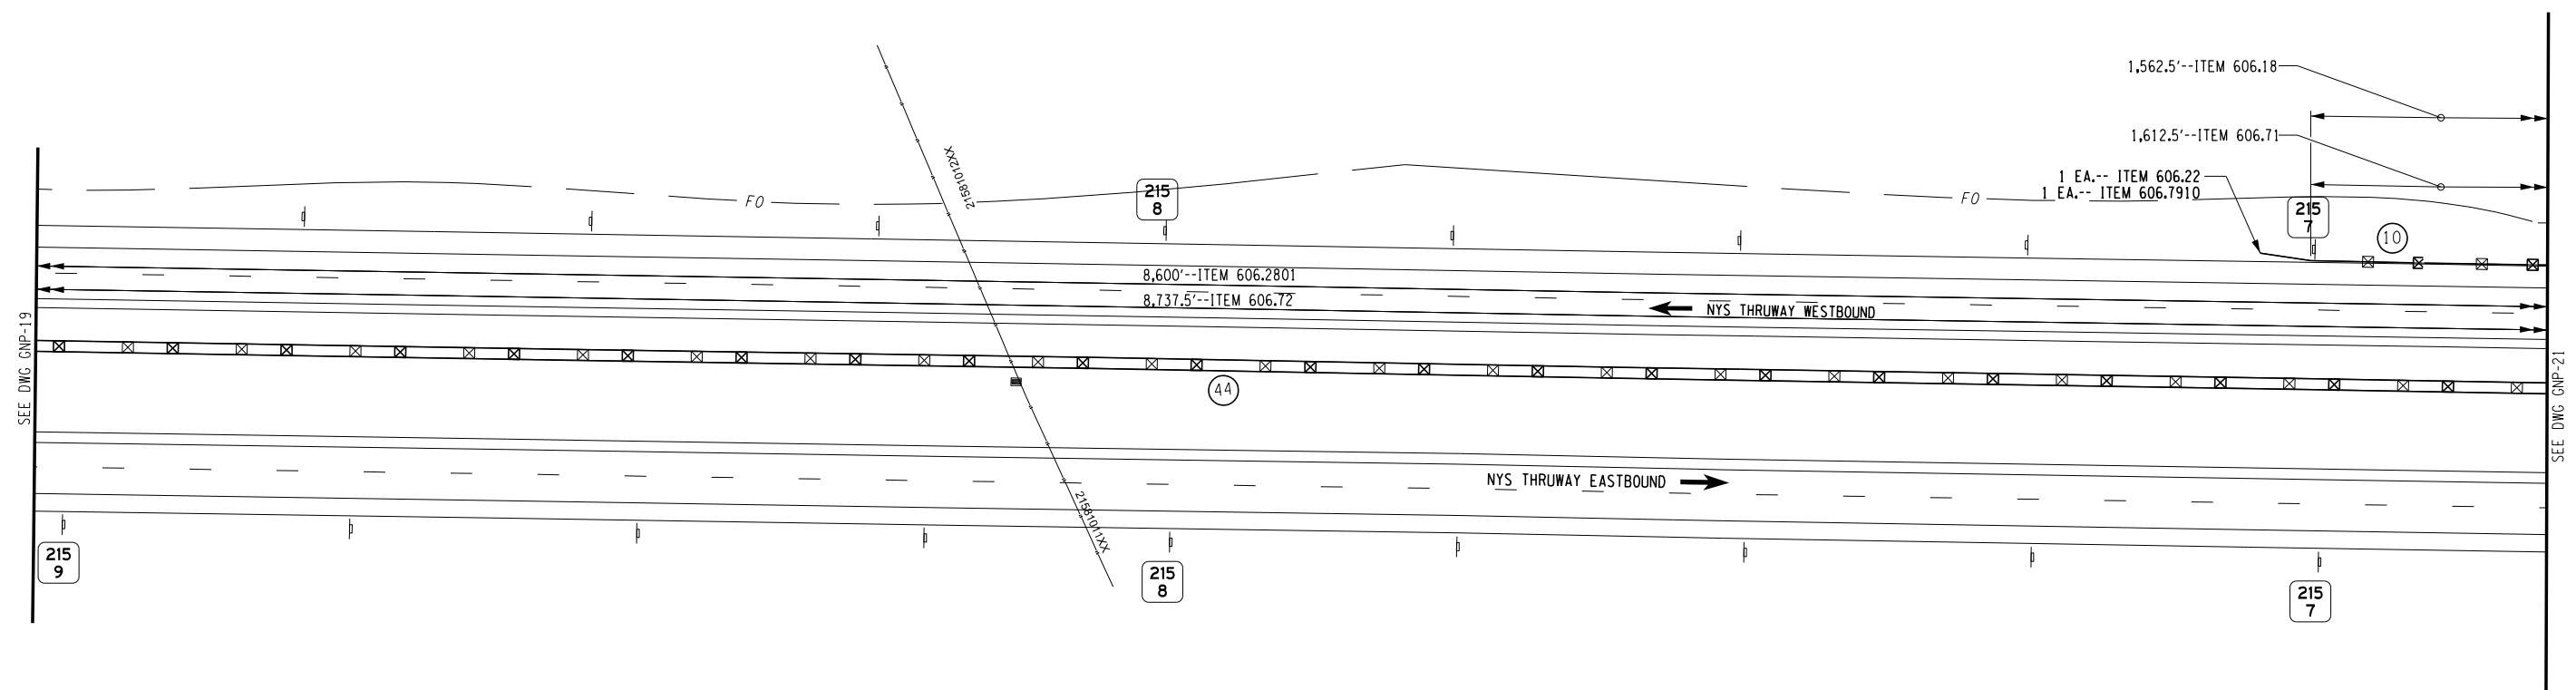 1,562.5'--ITEM 606.18
1,612.5'--ITEM 606.71
1 EA.-- ITEM 606.22
1 EA.-- ITEM 606.7910
21581012XX
215
8
FO
FO
215
7
10
8,600'--ITEM 606.2801
8,737.5'--ITEM 606.72
NYS THRUWAY WESTBOUND
SEE DWG GNP-19
44
SEE DWG GNP-21
NYS THRUWAY EASTBOUND
21581011XX
215
9
215
8
215
7